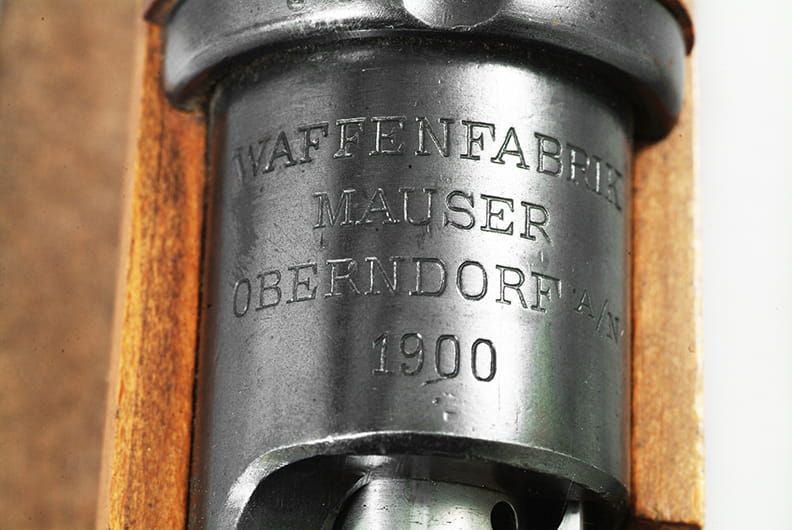 WAFFENFABRIK
MAUSER
OBERNDORF A/N
1900